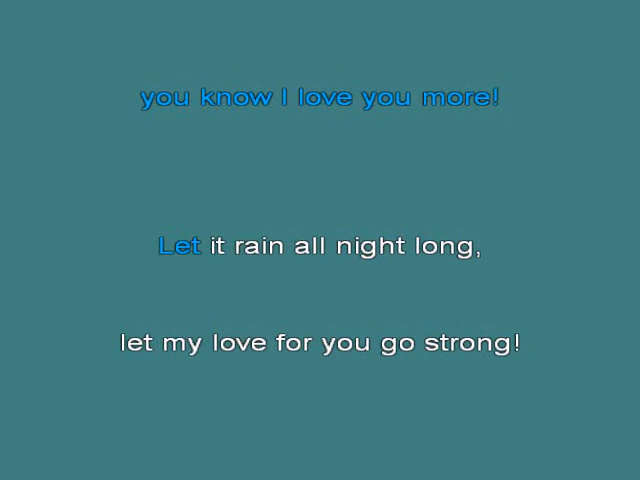 you know I love you more!
Let it rain all night long,
let my love for you go strong!